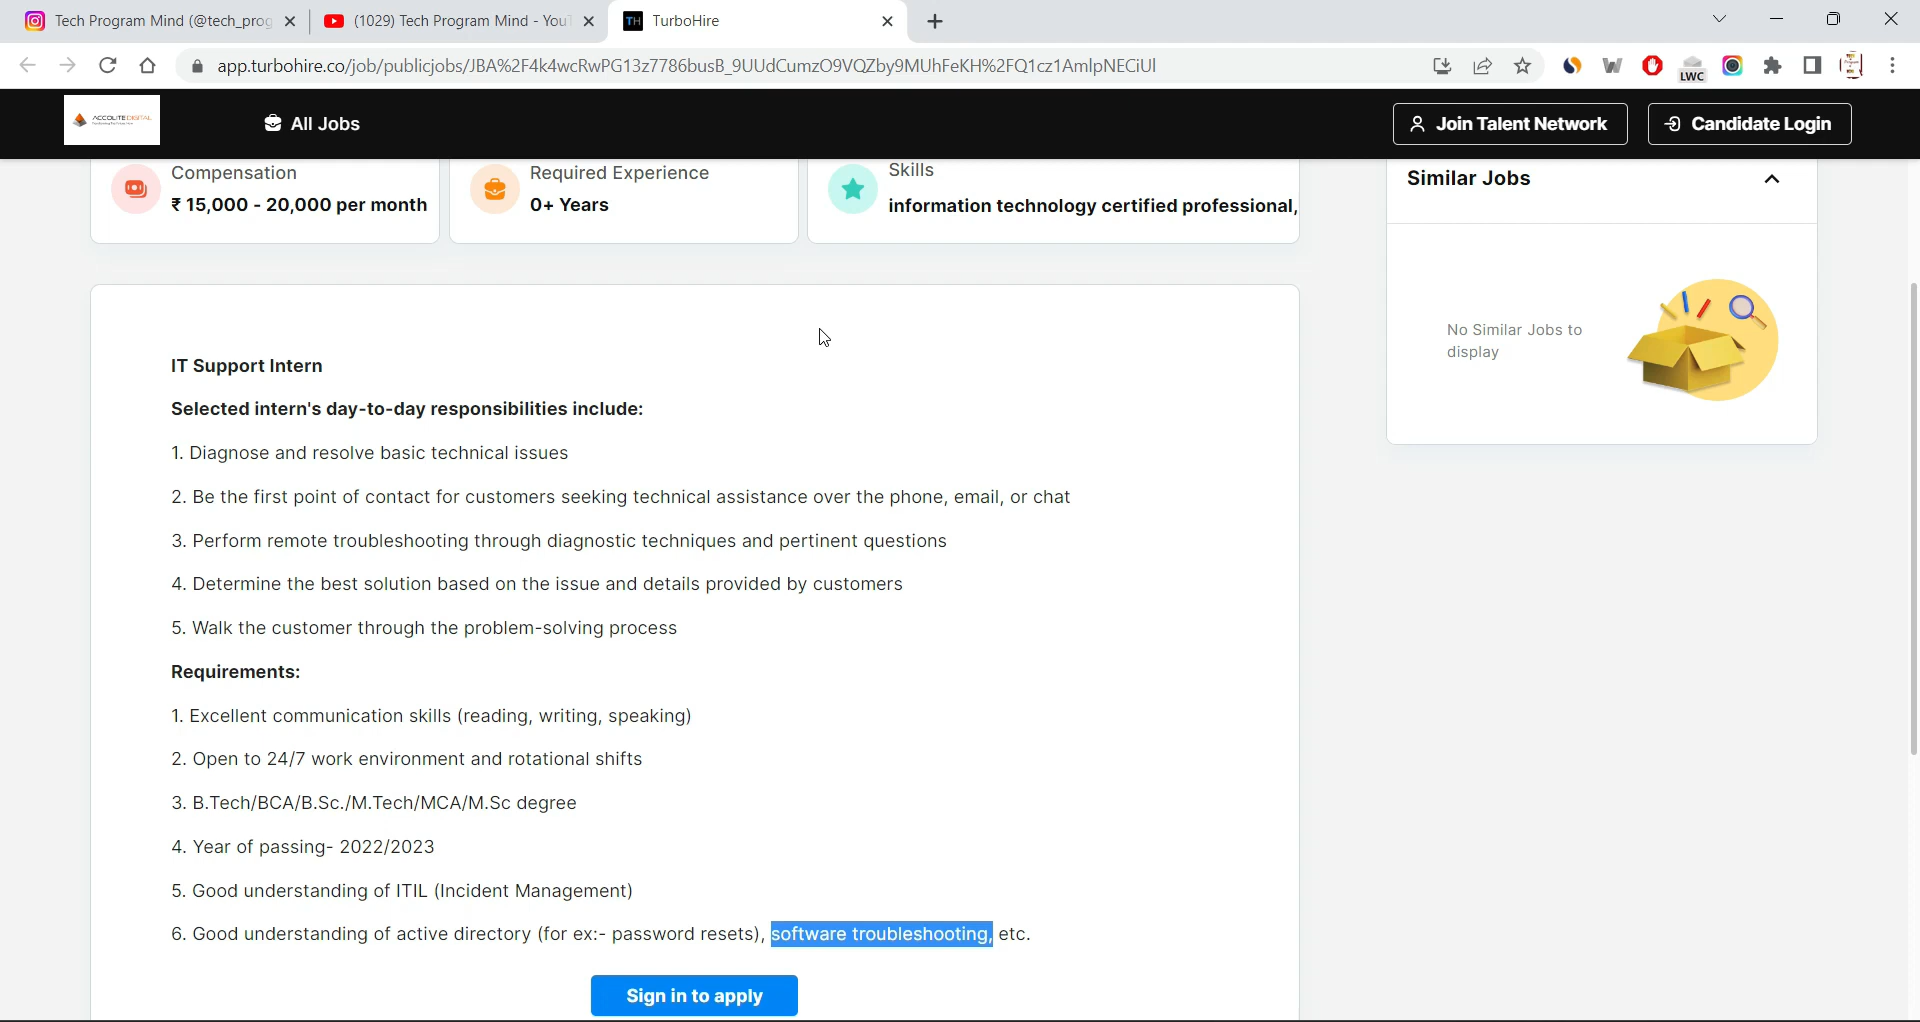 Tech Program Mind (@tech_prog
(1029) Tech Program Mind - YouT
TH TurboHire
app.turbohire.co/job/publicjobs/JBA%2F4k4wcRwPG13z7786busB_9UUdCumzO9VQZby9MUhFeKH%2FQ1cz1AmlpNECiUl
LWC
ACCOLITE DIGITAL
All Jobs
Join Talent Network
Candidate Login
Compensation
₹ 15,000 - 20,000 per month
Required Experience
0+ Years
Skills
information technology certified professional,
Similar Jobs
No Similar Jobs to
display
IT Support Intern
Selected intern's day-to-day responsibilities include:
1. Diagnose and resolve basic technical issues
2. Be the first point of contact for customers seeking technical assistance over the phone, email, or chat
3. Perform remote troubleshooting through diagnostic techniques and pertinent questions
4. Determine the best solution based on the issue and details provided by customers
5. Walk the customer through the problem-solving process
Requirements:
1. Excellent communication skills (reading, writing, speaking)
2. Open to 24/7 work environment and rotational shifts
3. B.Tech/BCA/B.Sc./M.Tech/MCA/M.Sc degree
4. Year of passing- 2022/2023
5. Good understanding of ITIL (Incident Management)
6. Good understanding of active directory (for ex:- password resets), software troubleshooting, etc.
Sign in to apply